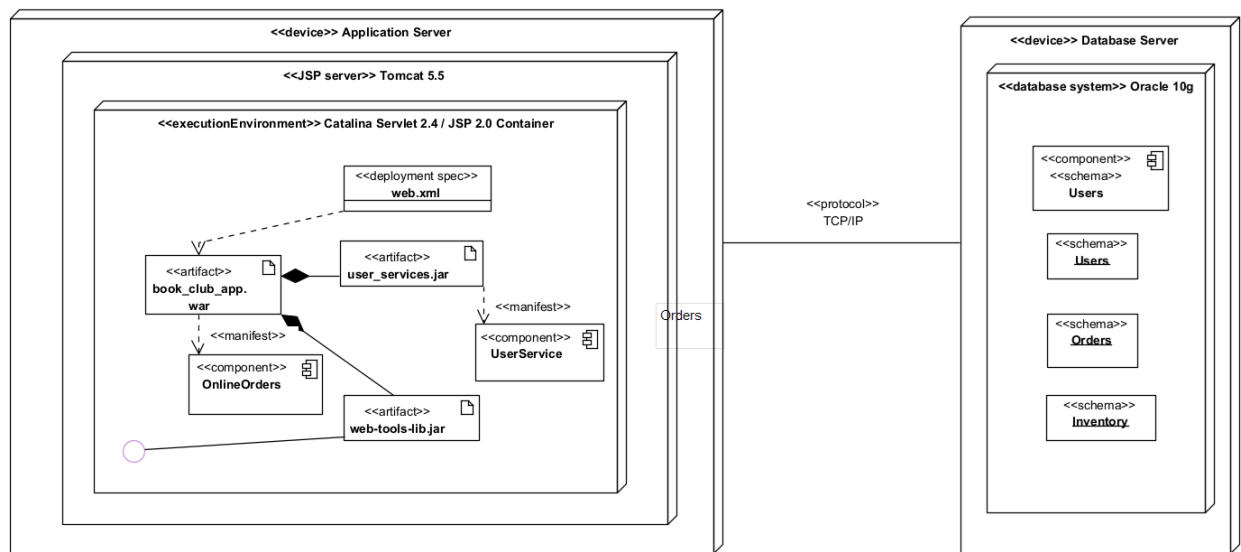 <<device>> Application Server
<<JSP server>> Tomcat 5.5
<<executionEnvironment>> Catalina Servlet 2.4 / JSP 2.0 Container
<<deployment spec>>
web.xml
<<artifact>>
book_club_app.
war
<<artifact>>
user_services.jar
<<manifest>>
<<manifest>>
<<component>>
UserService
<<component>>
OnlineOrders
<<artifact>>
web-tools-lib.jar
Orders
<<protocol>>
TCP/IP
<<device>> Database Server
<<database system>> Oracle 10g
<<component>>
<<schema>>
Users
<<schema>>
Users
<<schema>>
Orders
<<schema>>
Inventory